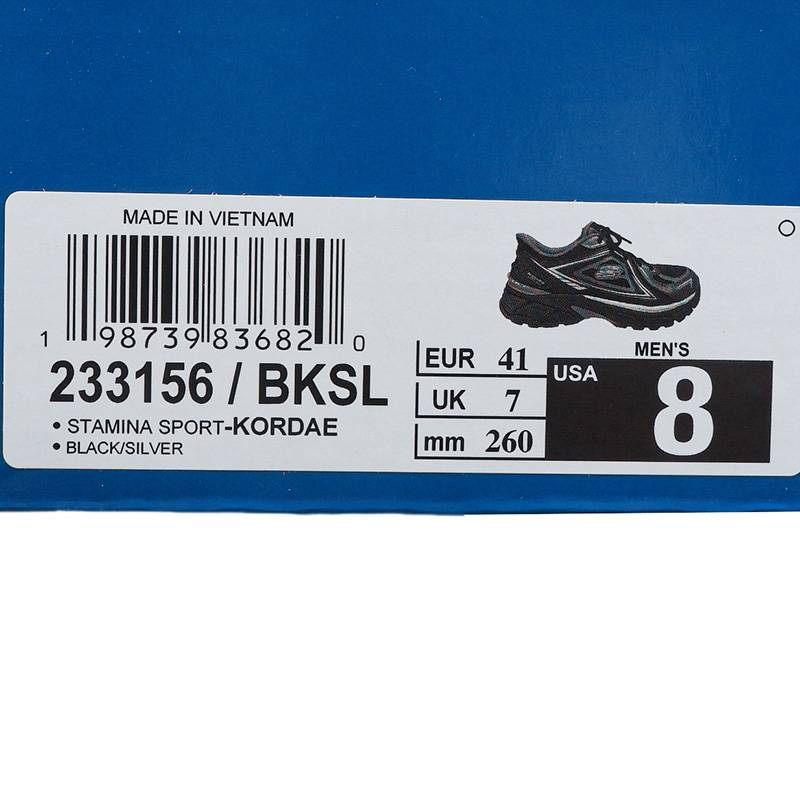 MADE IN VIETNAM
1 98739 83682 0
233156 / BKSL
• STAMINA SPORT-KORDAE
• BLACK/SILVER
EUR 41
UK 7
mm 260
MEN'S
USA 8